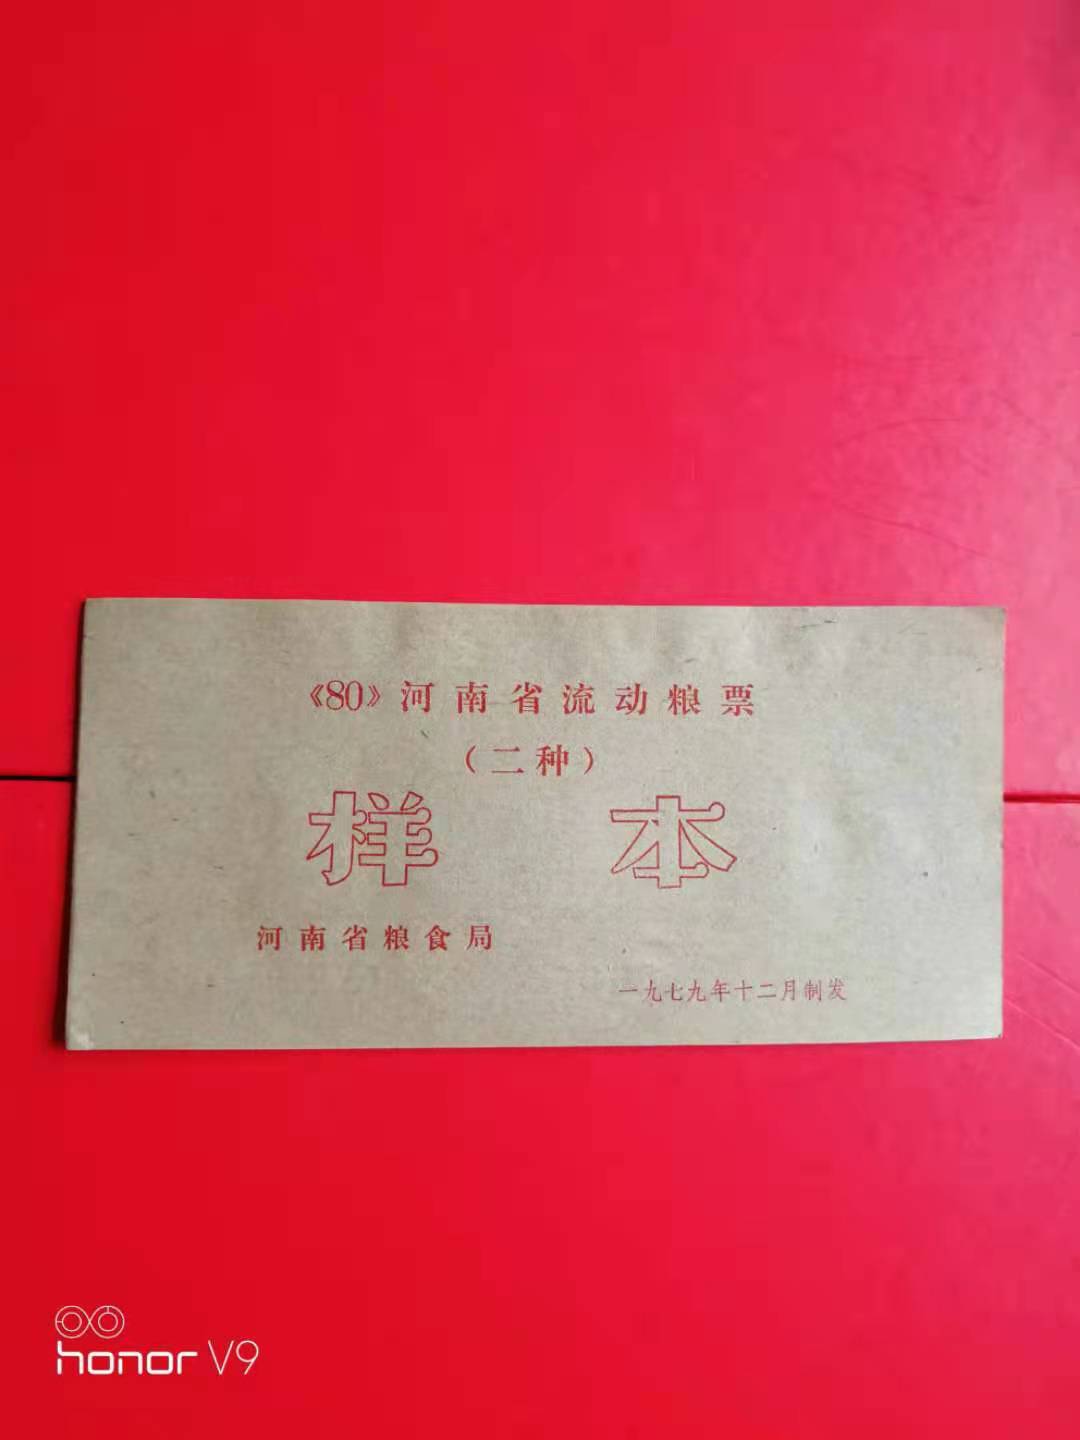 《80》河南省流动粮票
（二种）
样 本
河南省粮食局
一九七九年十二月制发
honor V9